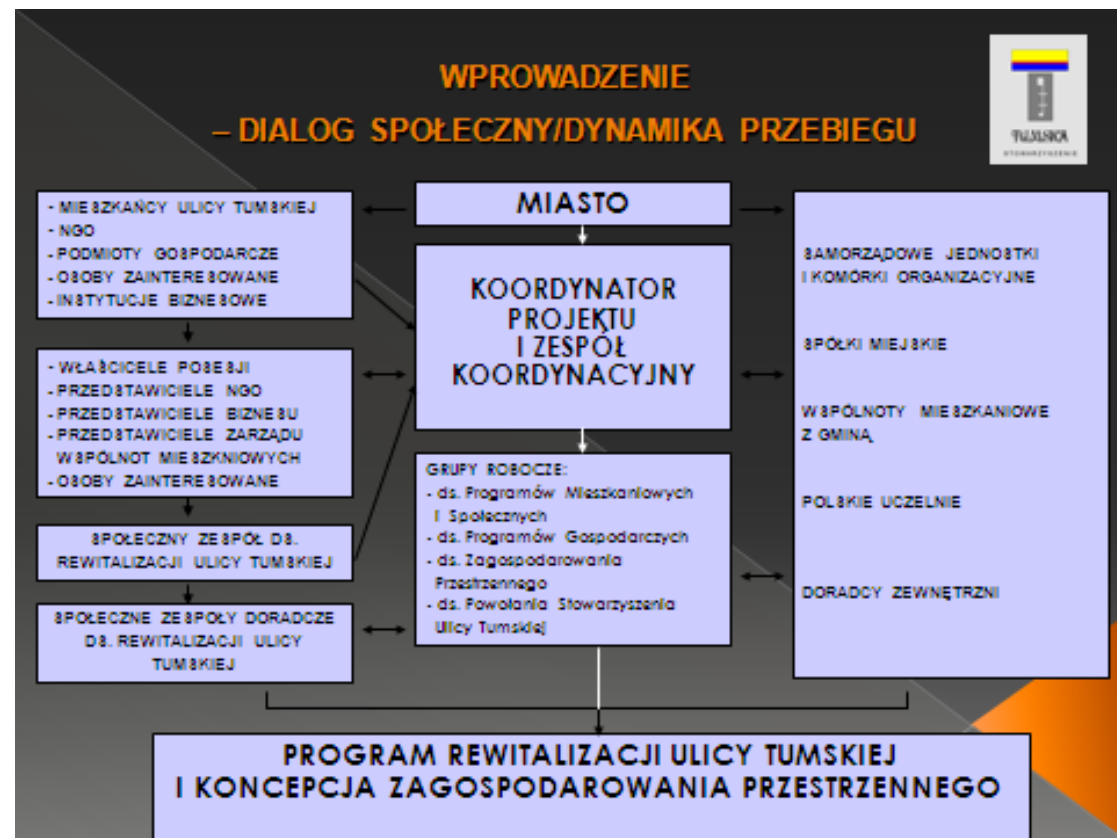 WPROWADZENIE
– DIALOG SPOŁECZNY/DYNAMIKA PRZEBIEGU
TUMSKA
STOWARZYSZENIE
- MIESZKAŃCY ULICY TUMSKIEJ
- NGO
- PODMIOTY GOSPODARCZE
- OSOBY ZAINTERESOWANE
- INSTYTUCJE BIZNESOWE
- WŁAŚCICELE POSESJI
- PRZEDSTAWICIELE NGO
- PRZEDSTAWICIELE BIZNESU
- PRZEDSTAWICIELE ZARZĄDU
WSPÓLNOT MIESZKNIOWYCH
- OSOBY ZAINTERESOWANE
SPOŁECZNY ZESPÓŁ DS.
REWITALIZACJI ULICY TUMSKIEJ
SPOŁECZNE ZESPOŁY DORADCZE
DS. REWITALIZACJI ULICY
TUMSKIEJ
MIASTO
KOORDYNATOR
PROJEKTU
I ZESPÓŁ
KOORDYNACYJNY
GRUPY ROBOCZE:
- ds. Programów Mieszkaniowych
I Społecznych
- ds. Programów Gospodarczych
- ds. Zagospodarowania
Przestrzennego
- ds. Powołania Stowarzyszenia
Ulicy Tumskiej
SAMORZĄDOWE JEDNOSTKI
I KOMÓRKI ORGANIZACYJNE
SPÓŁKI MIEJSKIE
WSPÓLNOTY MIESZKANIOWE
Z GMINĄ
POLSKIE UCZELNIE
DORADCY ZEWNĘTRZNI
PROGRAM REWITALIZACJI ULICY TUMSKIEJ
I KONCEPCJA ZAGOSPODAROWANIA PRZESTRZENNEGO